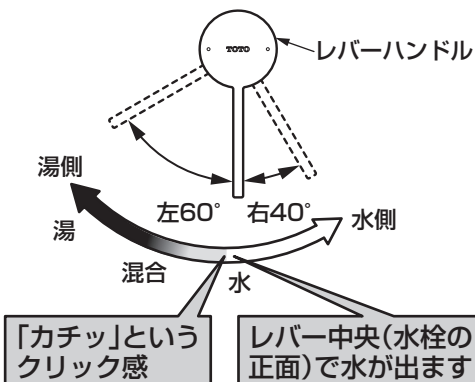 TOTO
レバーハンドル
湯側
左60°
右40°
水側
湯
混合
水
「カチッ」という
クリック感
レバー中央(水栓の
正面)で水が出ます